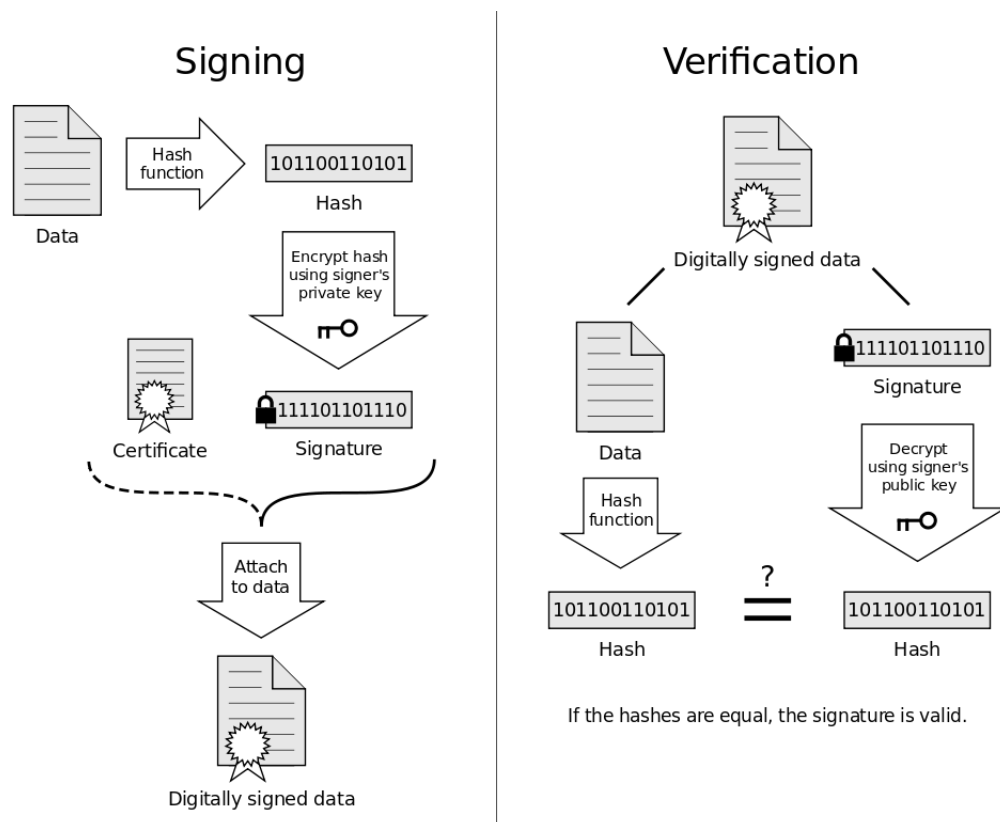 Signing
Hash
function
101100110101
Hash
Data
Encrypt hash
using signer's
private key
111101101110
Signature
Certificate
Attach
to data
Digitally signed data
Verification
Digitally signed data
111101101110
Signature
Data
Hash
function
Decrypt
using signer's
public key
?
101100110101
=
101100110101
Hash
Hash
If the hashes are equal, the signature is valid.